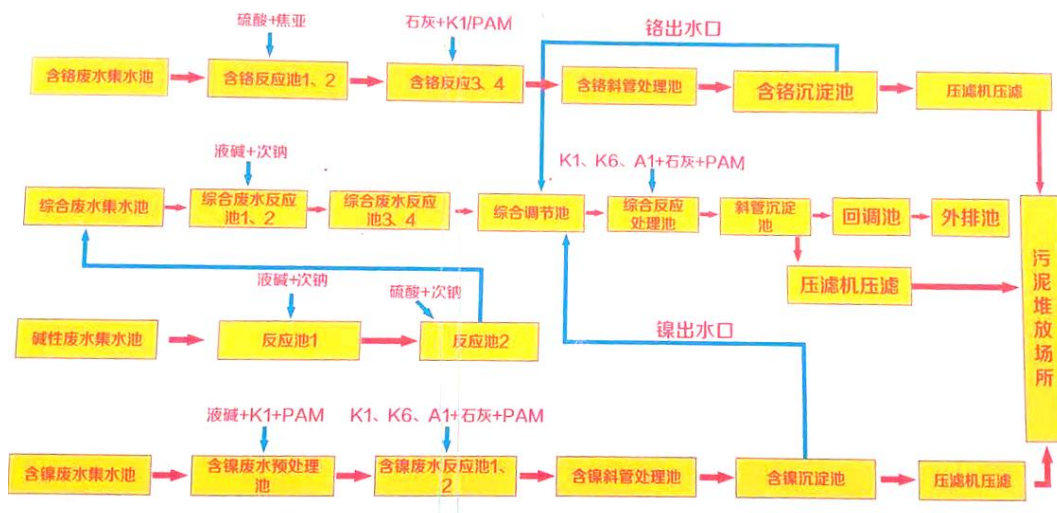 硫酸+焦亚
石灰+K1/PAM
铬出水口
含铬废水集水池
含铬反应池1、2
含铬反应3、4
含铬斜管处理池
含铬沉淀池
压滤机压滤
液碱+次钠
K1、K6、A1+石灰+PAM
综合废水集水池
综合废水反应
池1、2
综合废水反应
池3、4
综合调节池
综合反应
处理池
斜管沉淀
池
回调池
外排池
压滤机压滤
污泥堆放场所
液碱+次钠
硫酸+次钠
镍出水口
碱性废水集水池
反应池1
反应池2
液碱+K1+PAM
K1、K6、A1+石灰+PAM
含镍废水集水池
含镍废水预处理
池
含镍废水反应池1、
2
含镍斜管处理池
含镍沉淀池
压滤机压滤